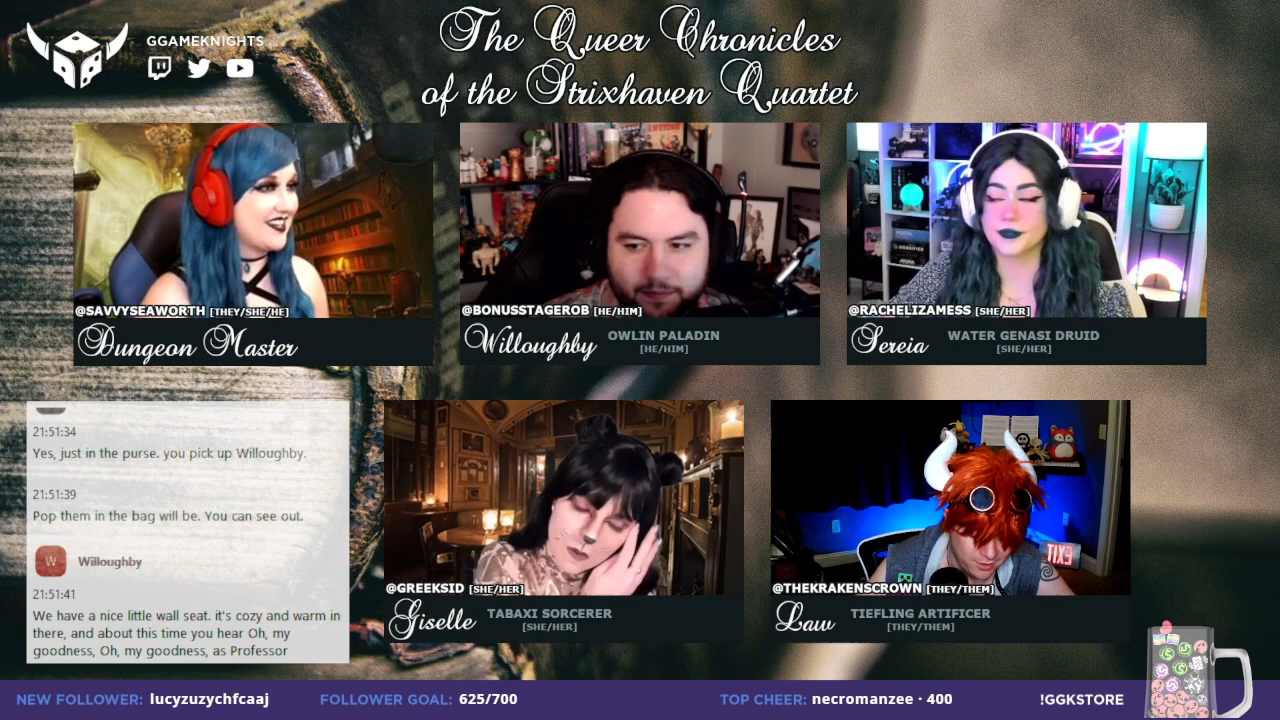 GGAMEKNIGHTS
The Queer Chronicles
of the Strixhaven Quartet
@SAVVYSEAWORTH [THEY/SHE/HE]
Dungeon Master
@BONUSSTAGEROB [HE/HIM]
Willoughby OWLIN PALADIN
[HE/HIM]
@RACHELIZAMESS [SHE/HER]
Sereia WATER GENASI DRUID
[SHE/HER]
21:51:34
Yes, just in the purse. you pick up Willoughby.
21:51:39
Pop them in the bag will be. You can see out.
W Willoughby
21:51:41
We have a nice little wall seat. it's cozy and warm in
there, and about this time you hear Oh, my
goodness, Oh, my goodness, as Professor
@GREEKSID [SHE/HER]
Giselle TABAXI SORCERER
[SHE/HER]
EXIT
@THEKRAKENSCROWN [THEY/THEM]
Law TIEFLING ARTIFICER
[THEY/THEM]
NEW FOLLOWER: lucyzuzychfcaaj FOLLOWER GOAL: 625/700 TOP CHEER: necromanzee · 400 !GGKSTORE